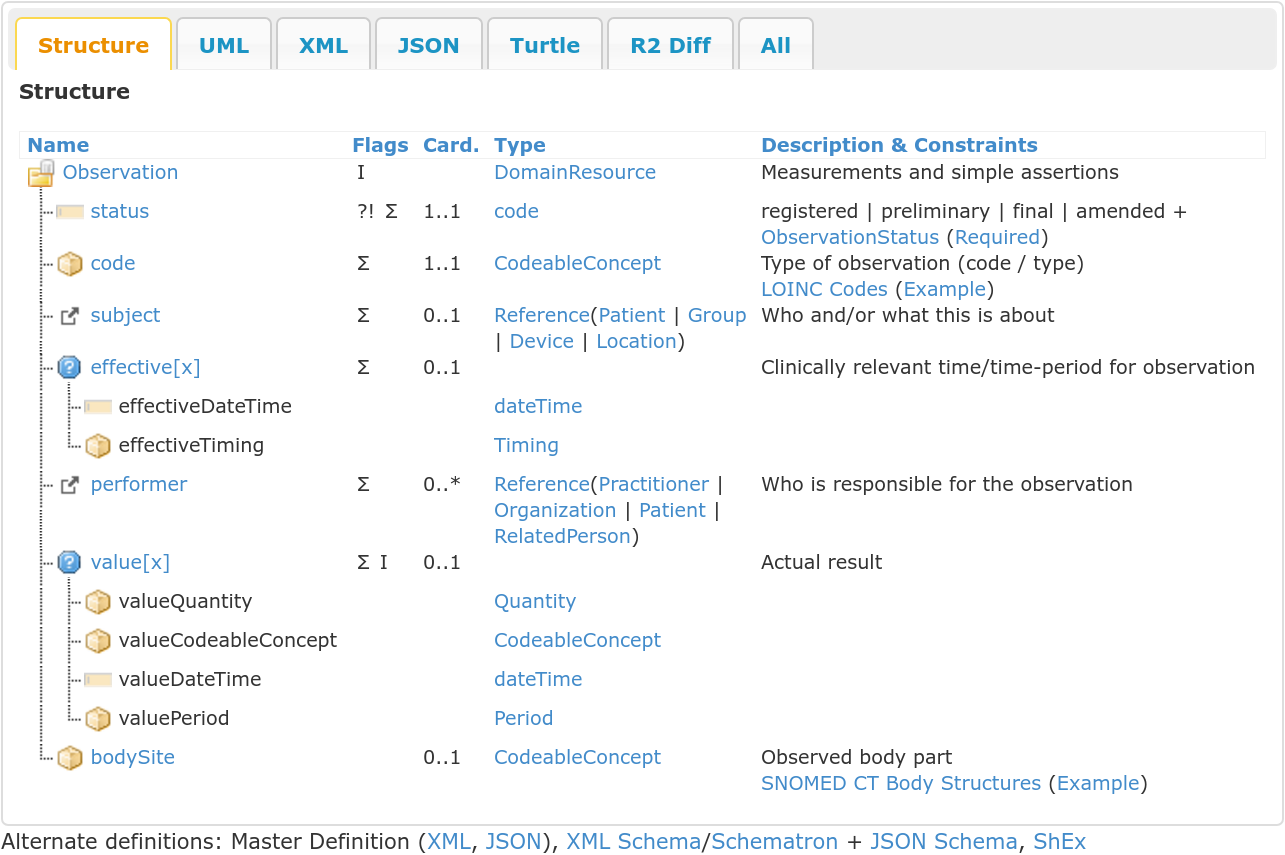 Structure UML XML JSON Turtle R2 Diff All
Structure
Name Flags Card. Type Description & Constraints
Observation I DomainResource Measurements and simple assertions
status ?! Σ 1..1 code registered | preliminary | final | amended +
ObservationStatus (Required)
code Σ 1..1 CodeableConcept Type of observation (code / type)
LOINC Codes (Example)
subject Σ 0..1 Reference(Patient | Group Who and/or what this is about
| Device | Location)
effective[x] Σ 0..1 Clinically relevant time/time-period for observation
effectiveDateTime dateTime
effectiveTiming Timing
performer Σ 0..* Reference(Practitioner | Who is responsible for the observation
Organization | Patient |
RelatedPerson)
value[x] Σ I 0..1 Actual result
valueQuantity Quantity
valueCodeableConcept CodeableConcept
valueDateTime dateTime
valuePeriod Period
bodySite 0..1 CodeableConcept Observed body part
SNOMED CT Body Structures (Example)
Alternate definitions: Master Definition (XML, JSON), XML Schema/Schematron + JSON Schema, ShEx